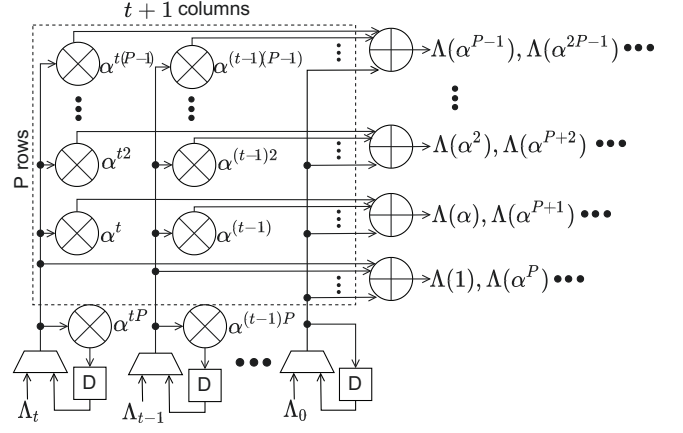 t + 1 columns
P rows
α^{t(P−1)} α^{(t−1)(P−1)} Λ(α^{P−1}), Λ(α^{2P−1}) •••
α^{t2} α^{(t−1)2} Λ(α^2), Λ(α^{P+2}) •••
α^t α^{(t−1)} Λ(α), Λ(α^{P+1}) •••
Λ(1), Λ(α^P) •••
α^{tP} α^{(t−1)P}
D D D
Λ_t Λ_{t−1} Λ_0